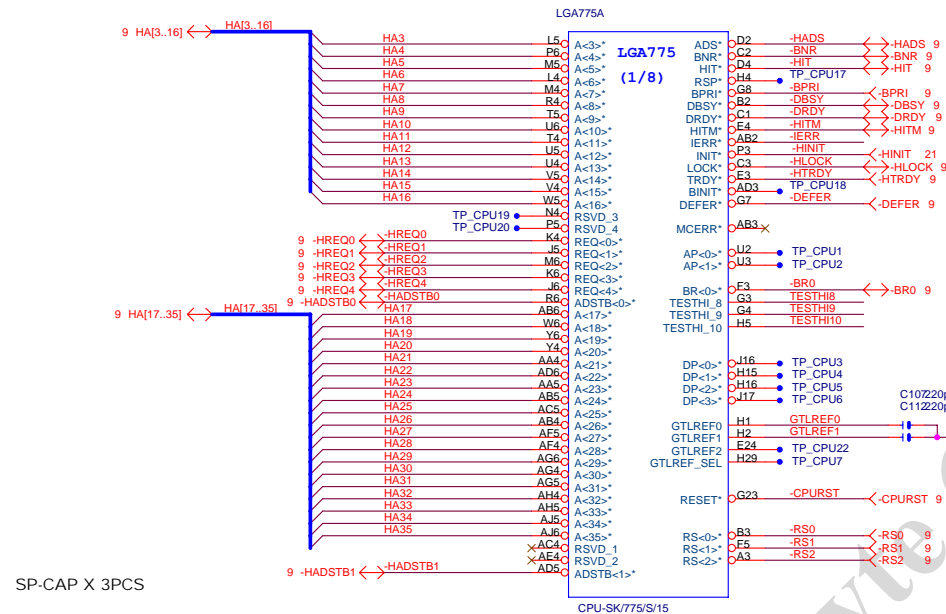 LGA775A
9 HA[3..16] HA[3..16]
LGA775
(1/8)
HA3 L5 A<3>* ADS* D2 -HADS -HADS 9
HA4 P6 A<4>* BNR* C2 -BNR -BNR 9
HA5 M5 A<5>* HIT* D4 -HIT -HIT 9
HA6 L4 A<6>* RSP* H4 TP_CPU17
HA7 M4 A<7>* BPRI* G8 -BPRI -BPRI 9
HA8 R4 A<8>* DBSY* B2 -DBSY -DBSY 9
HA9 T5 A<9>* DRDY* C1 -DRDY -DRDY 9
HA10 U6 A<10>* HITM* E4 -HITM -HITM 9
HA11 T4 A<11>* IERR* AB2 -IERR
HA12 U5 A<12>* INIT* P3 -HINIT -HINIT 21
HA13 U4 A<13>* LOCK* C3 -HLOCK -HLOCK 9
HA14 V5 A<14>* TRDY* E3 -HTRDY -HTRDY 9
HA15 V4 A<15>* BINIT* AD3 TP_CPU18
HA16 W5 A<16>* DEFER* G7 -DEFER -DEFER 9
TP_CPU19 N4 RSVD_3
TP_CPU20 P5 RSVD_4 MCERR* AB3
9 -HREQ0 -HREQ0 K4 REQ<0>*
9 -HREQ1 -HREQ1 J5 REQ<1>* AP<0>* U2 TP_CPU1
9 -HREQ2 -HREQ2 M6 REQ<2>* AP<1>* U3 TP_CPU2
9 -HREQ3 -HREQ3 K6 REQ<3>*
9 -HREQ4 -HREQ4 J6 REQ<4>* BR<0>* F3 -BR0 -BR0 9
9 -HADSTB0 -HADSTB0 R6 ADSTB<0>* TESTHI_8 G3 TESTHI8
9 HA[17..35] HA[17..35]
HA17 AB6 A<17>* TESTHI_9 G4 TESTHI9
HA18 W6 A<18>* TESTHI_10 H5 TESTHI10
HA19 Y6 A<19>*
HA20 Y4 A<20>*
HA21 AA4 A<21>* DP<0>* J16 TP_CPU3
HA22 AD6 A<22>* DP<1>* H15 TP_CPU4
HA23 AA5 A<23>* DP<2>* H16 TP_CPU5
HA24 AB5 A<24>* DP<3>* J17 TP_CPU6
HA25 AC5 A<25>*
HA26 AB4 A<26>* GTLREF0 H1 GTLREF0 C107220p
HA27 AF5 A<27>* GTLREF1 H2 GTLREF1 C112220p
HA28 AF4 A<28>* GTLREF2 E24 TP_CPU22
HA29 AG6 A<29>* GTLREF_SEL H29 TP_CPU7
HA30 AG4 A<30>*
HA31 AG5 A<31>*
HA32 AH4 A<32>* RESET* G23 -CPURST -CPURST 9
HA33 AH5 A<33>*
HA34 AJ5 A<34>*
HA35 AJ6 A<35>* RS<0>* B3 -RS0 -RS0 9
AC4 RSVD_1 RS<1>* F5 -RS1 -RS1 9
AE4 RSVD_2 RS<2>* A3 -RS2 -RS2 9
9 -HADSTB1 -HADSTB1 AD5 ADSTB<1>*
SP-CAP X 3PCS
CPU-SK/775/S/15